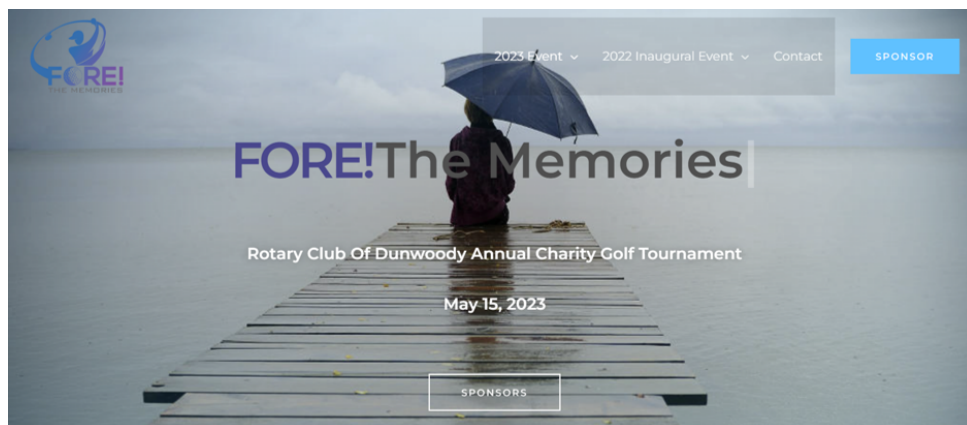 2023 Event
2022 Inaugural Event
Contact
SPONSOR
FORE!
THE MEMORIES
FORE!The Memories
Rotary Club Of Dunwoody Annual Charity Golf Tournament
May 15, 2023
SPONSORS